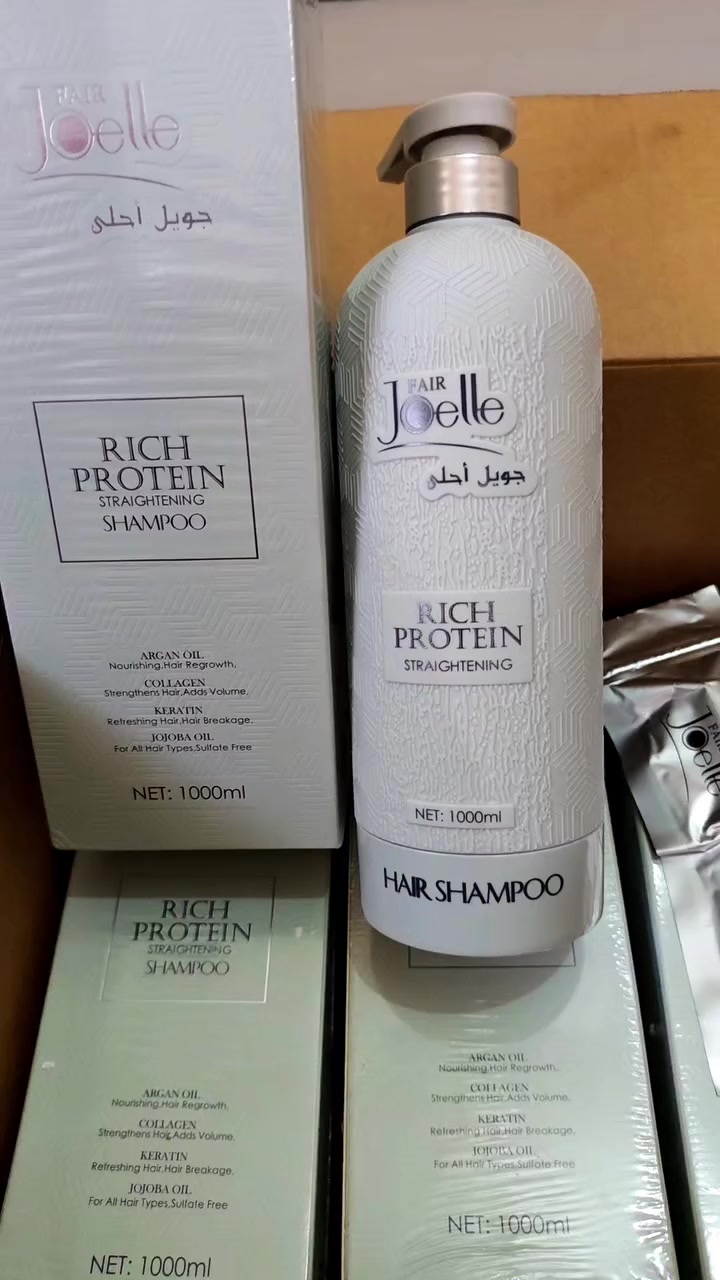 FAIR
Joelle
جويل أحلى
RICH
PROTEIN
STRAIGHTENING
SHAMPOO
ARGAN OIL
Nourishing,Hair Regrowth,
COLLAGEN
Strengthens Hair,Adds Volume,
KERATIN
Refreshing Hair,Hair Breakage,
JOJOBA OIL
For All Hair Types,Sulfate Free
NET: 1000ml
FAIR
Joelle
جويل أحلى
RICH
PROTEIN
STRAIGHTENING
NET: 1000ml
HAIR SHAMPOO
FAIR
Joelle
RICH
PROTEIN
STRAIGHTENING
SHAMPOO
ARGAN OIL
Nourishing,Hair Regrowth,
COLLAGEN
Strengthens Hair,Adds Volume,
KERATIN
Refreshing Hair,Hair Breakage,
JOJOBA OIL
For All Hair Types,Sulfate Free
NET: 1000ml
ARGAN OIL
Nourishing,Hair Regrowth,
COLLAGEN
Strengthens Hair,Adds Volume,
KERATIN
Refreshing Hair,Hair Breakage,
JOJOBA OIL
For All Hair Types,Sulfate Free
NET: 1000ml